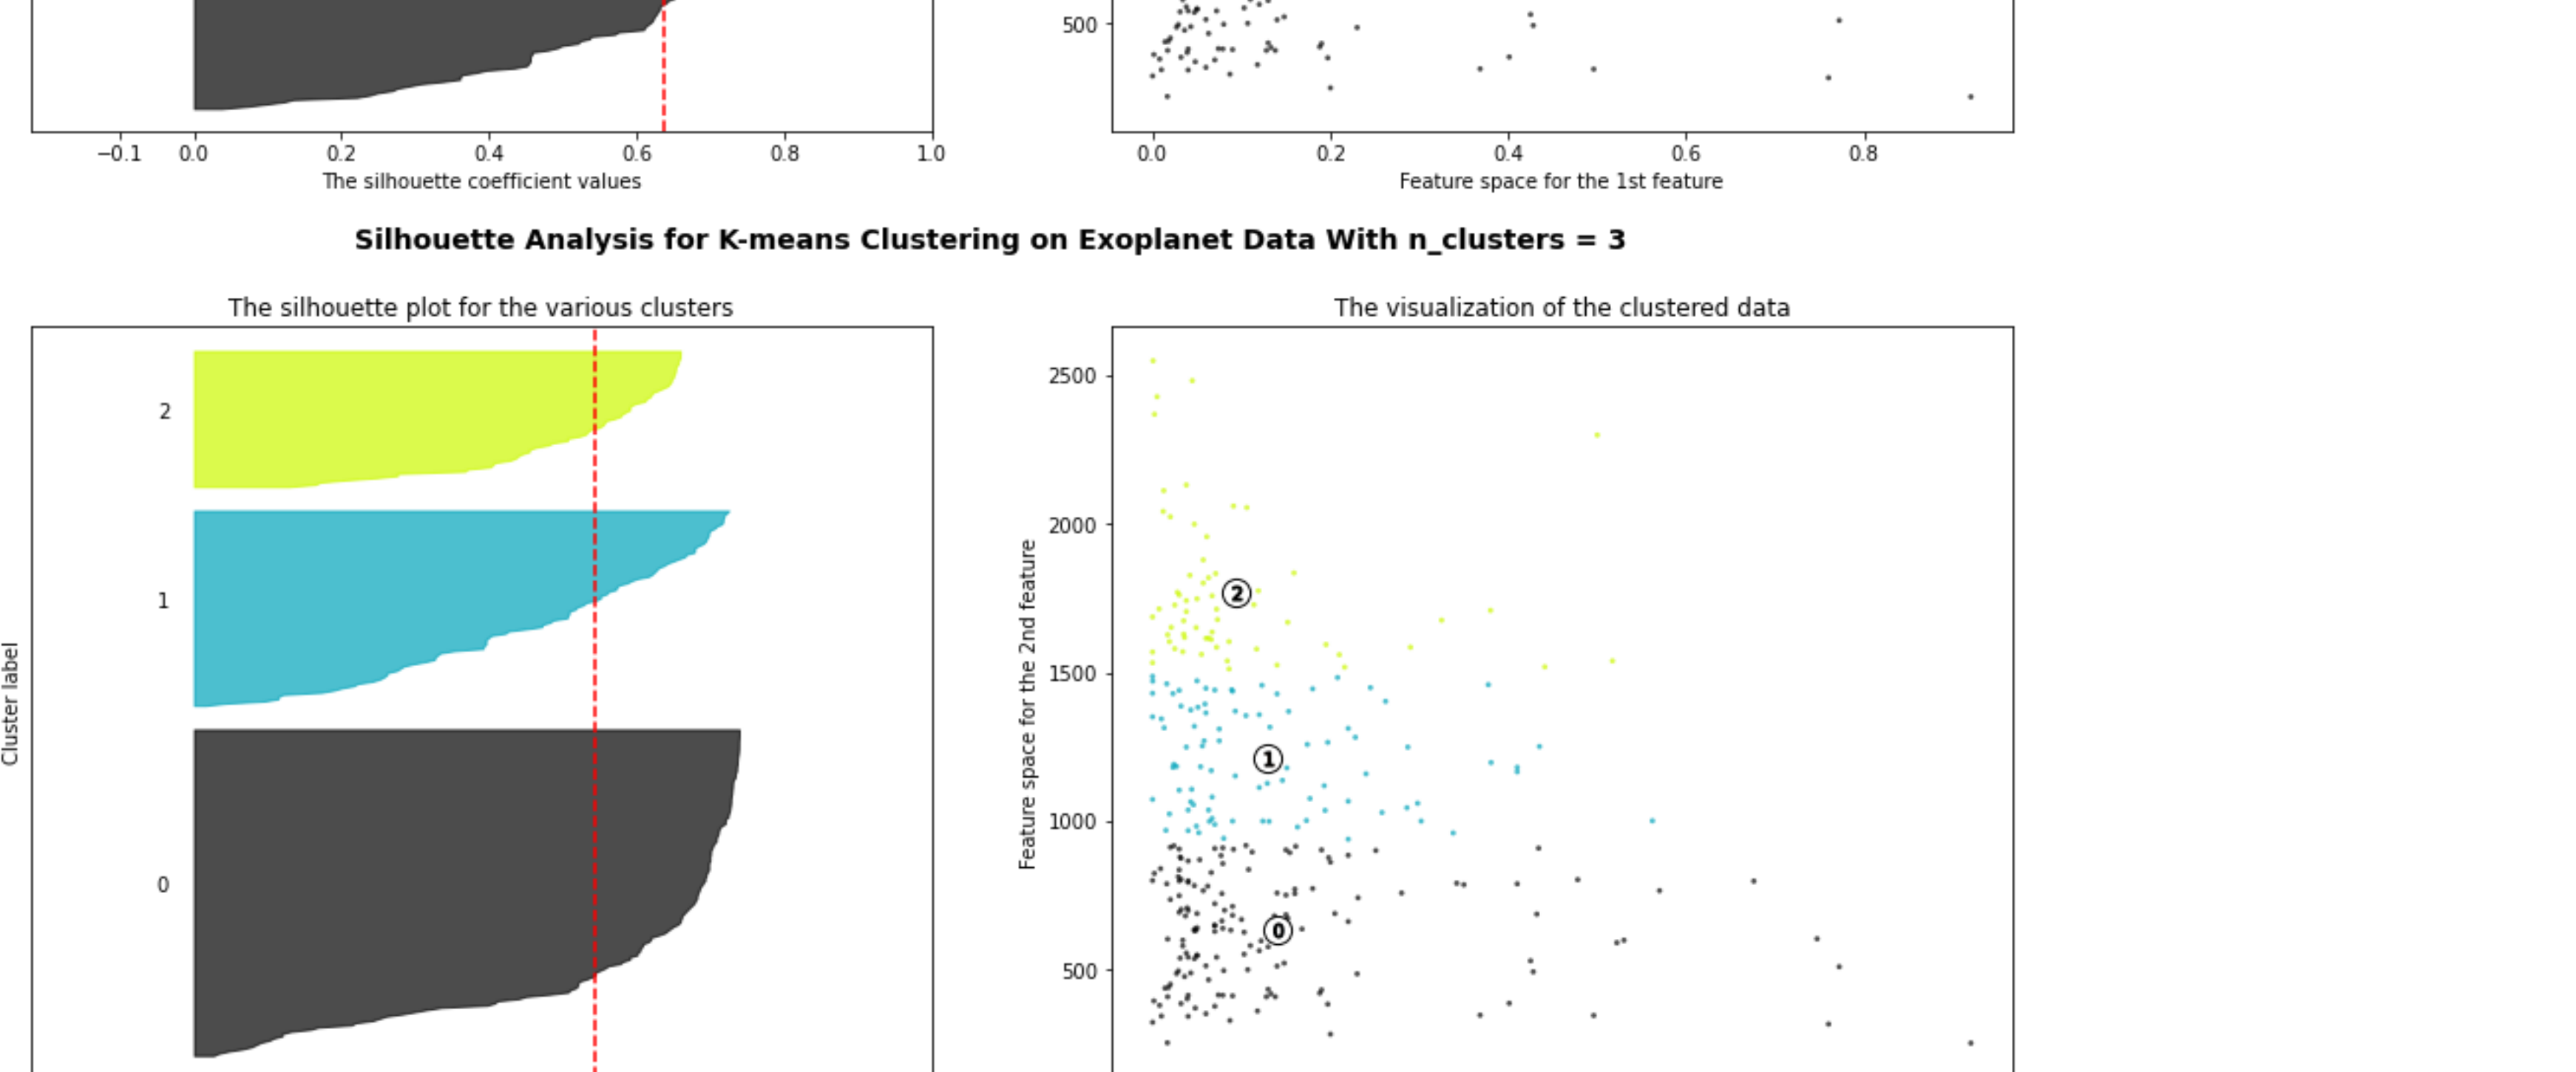 500
−0.1 0.0 0.2 0.4 0.6 0.8 1.0
0.0 0.2 0.4 0.6 0.8
The silhouette coefficient values
Feature space for the 1st feature
Silhouette Analysis for K-means Clustering on Exoplanet Data With n_clusters = 3
The silhouette plot for the various clusters
2
1
0
Cluster label
The visualization of the clustered data
2500
2000
1500
1000
500
Feature space for the 2nd feature
2
1
0